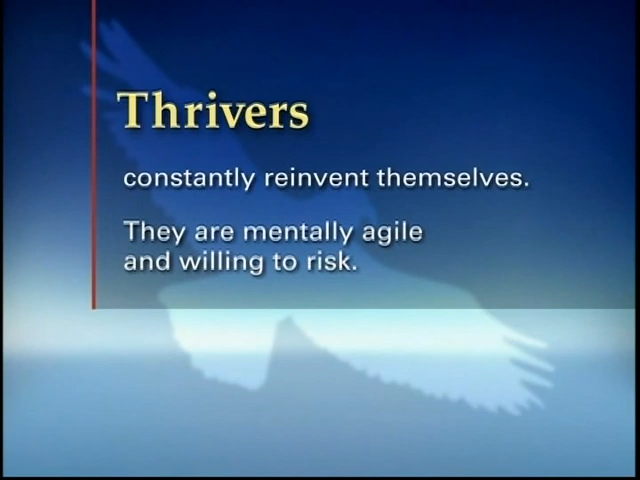 Thrivers
constantly reinvent themselves.
They are mentally agile
and willing to risk.